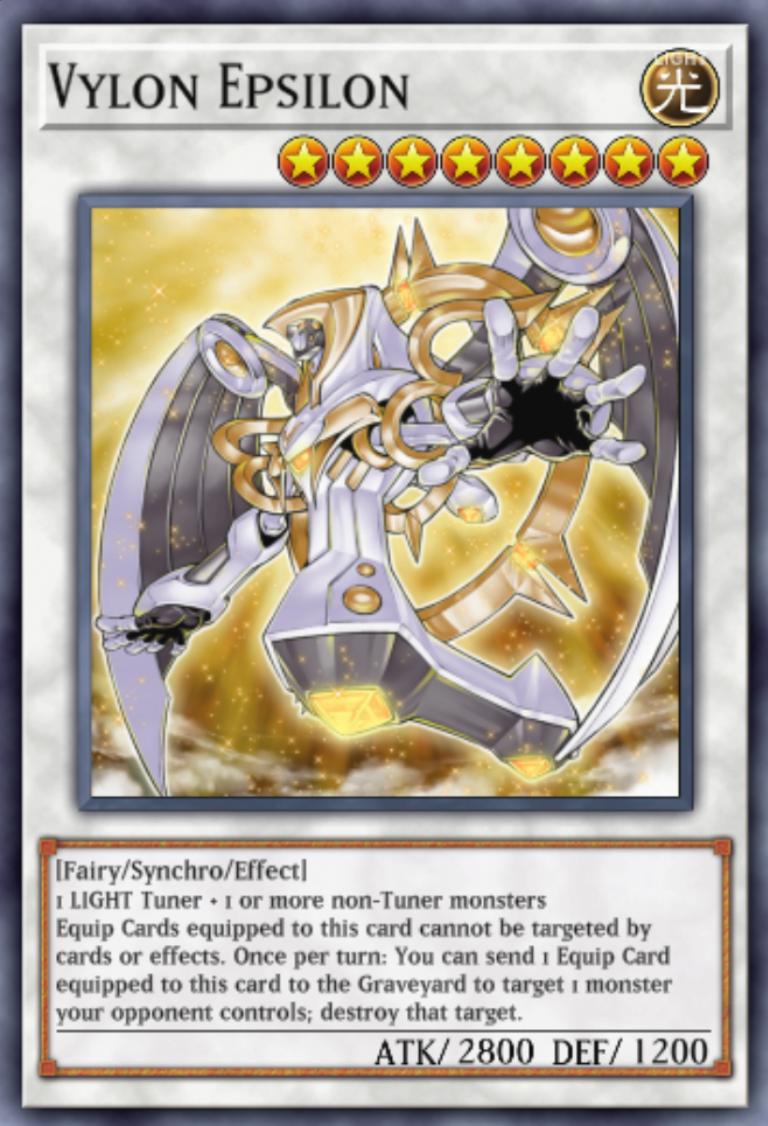 Vylon Epsilon
LIGHT
光
[Fairy/Synchro/Effect]
1 LIGHT Tuner + 1 or more non-Tuner monsters
Equip Cards equipped to this card cannot be targeted by
cards or effects. Once per turn: You can send 1 Equip Card
equipped to this card to the Graveyard to target 1 monster
your opponent controls; destroy that target.
ATK/ 2800 DEF/ 1200